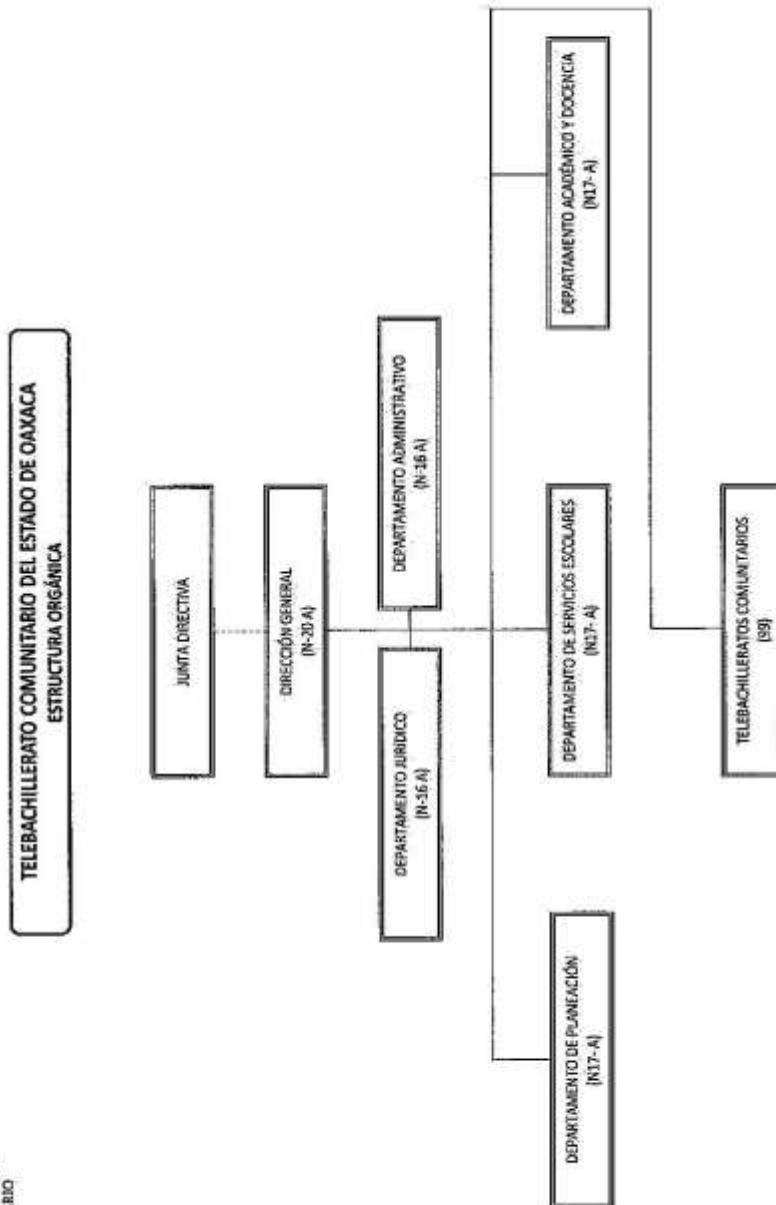 RIO
TELEBACHILLERATO COMUNITARIO DEL ESTADO DE OAXACA
ESTRUCTURA ORGÁNICA
JUNTA DIRECTIVA
DIRECCIÓN GENERAL
(N-20 A)
DEPARTAMENTO JURÍDICO
(N-16 A)
DEPARTAMENTO ADMINISTRATIVO
(N-16 A)
DEPARTAMENTO DE PLANEACIÓN
(N17- A)
DEPARTAMENTO DE SERVICIOS ESCOLARES
(N17- A)
DEPARTAMENTO ACADÉMICO Y DOCENCIA
(N17- A)
TELEBACHILLERATOS COMUNITARIOS
(99)